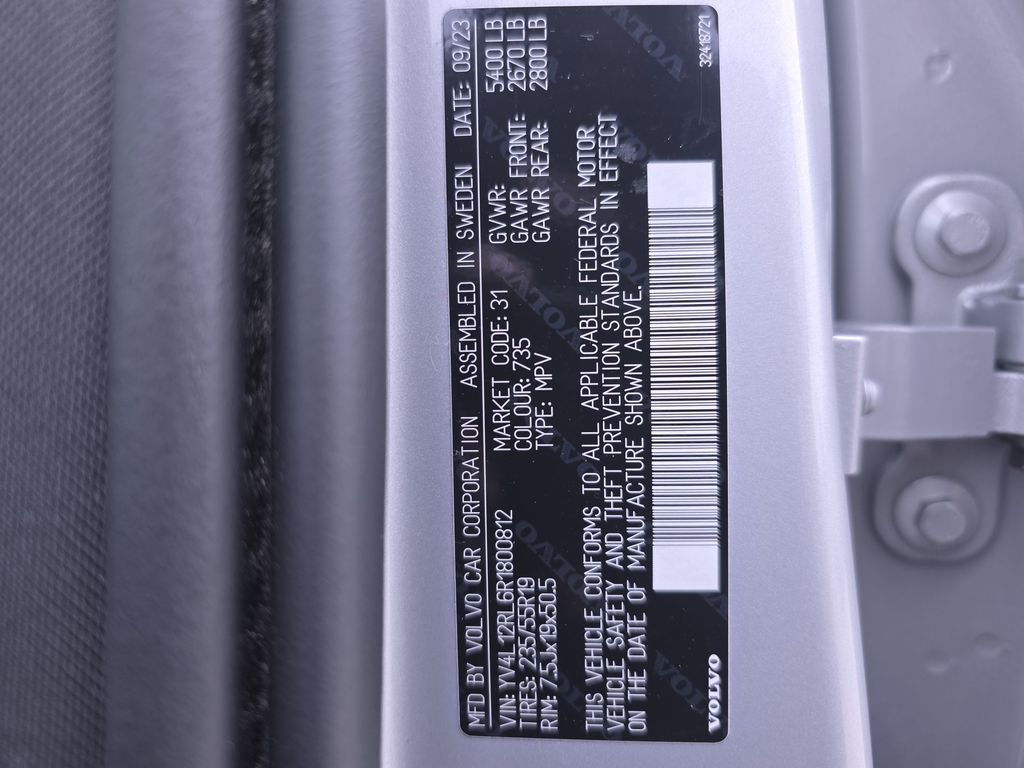 MFD BY VOLVO CAR CORPORATION ASSEMBLED IN SWEDEN DATE: 09/23
VIN: YV4L12RL6R1800812 MARKET CODE: 31 GVWR: 5400 LB
TIRES: 235/55R19 COLOUR: 735 GAWR FRONT: 2670 LB
RIM: 7.5Jx19x50.5 TYPE: MPV GAWR REAR: 2800 LB
THIS VEHICLE CONFORMS TO ALL APPLICABLE FEDERAL MOTOR
VEHICLE SAFETY AND THEFT PREVENTION STANDARDS IN EFFECT
ON THE DATE OF MANUFACTURE SHOWN ABOVE.
VOLVO 32418721